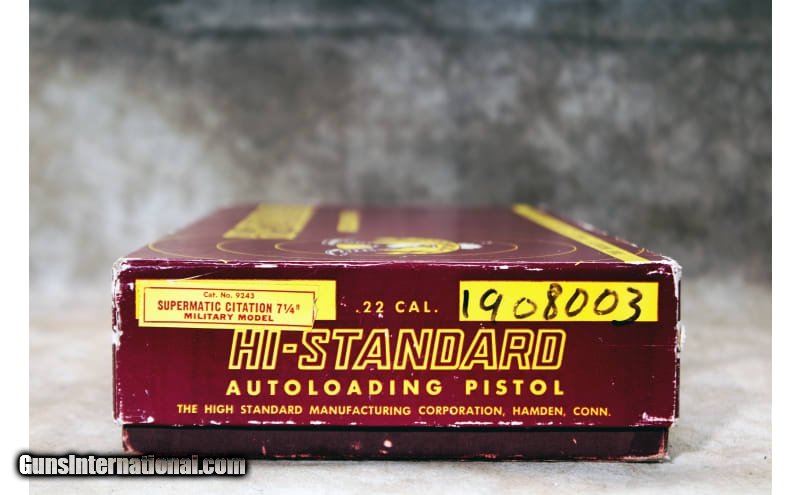 Cat. No. 9243
SUPERMATIC CITATION 7¼"
MILITARY MODEL
.22 CAL.
1908003
HI-STANDARD
AUTOLOADING PISTOL
THE HIGH STANDARD MANUFACTURING CORPORATION, HAMDEN, CONN.
GunsInternational.com